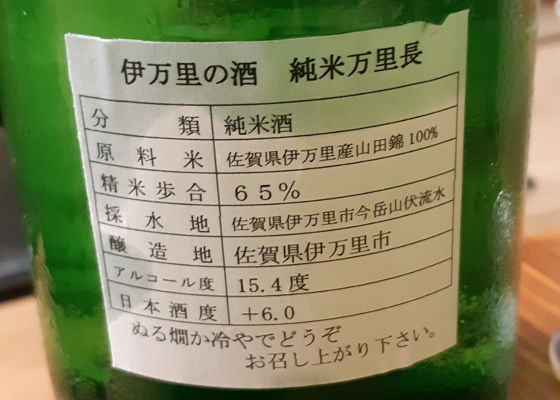 伊万里の酒　純米万里長
分類　純米酒
原料米　佐賀県伊万里産山田錦100%
精米歩合　65%
採水地　佐賀県伊万里市今岳山伏流水
醸造地　佐賀県伊万里市
アルコール度　15.4度
日本酒度　+6.0
ぬる燗か冷やでどうぞ
お召し上がり下さい。